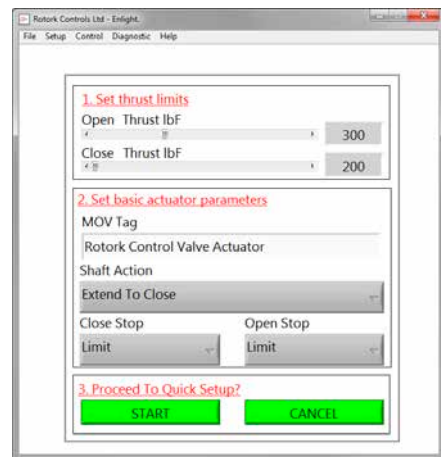 Rotork Controls Ltd - Enlight.
File Setup Control Diagnostic Help
1. Set thrust limits
Open Thrust lbF
300
Close Thrust lbF
200
2. Set basic actuator parameters
MOV Tag
Rotork Control Valve Actuator
Shaft Action
Extend To Close
Close Stop Open Stop
Limit Limit
3. Proceed To Quick Setup?
START CANCEL